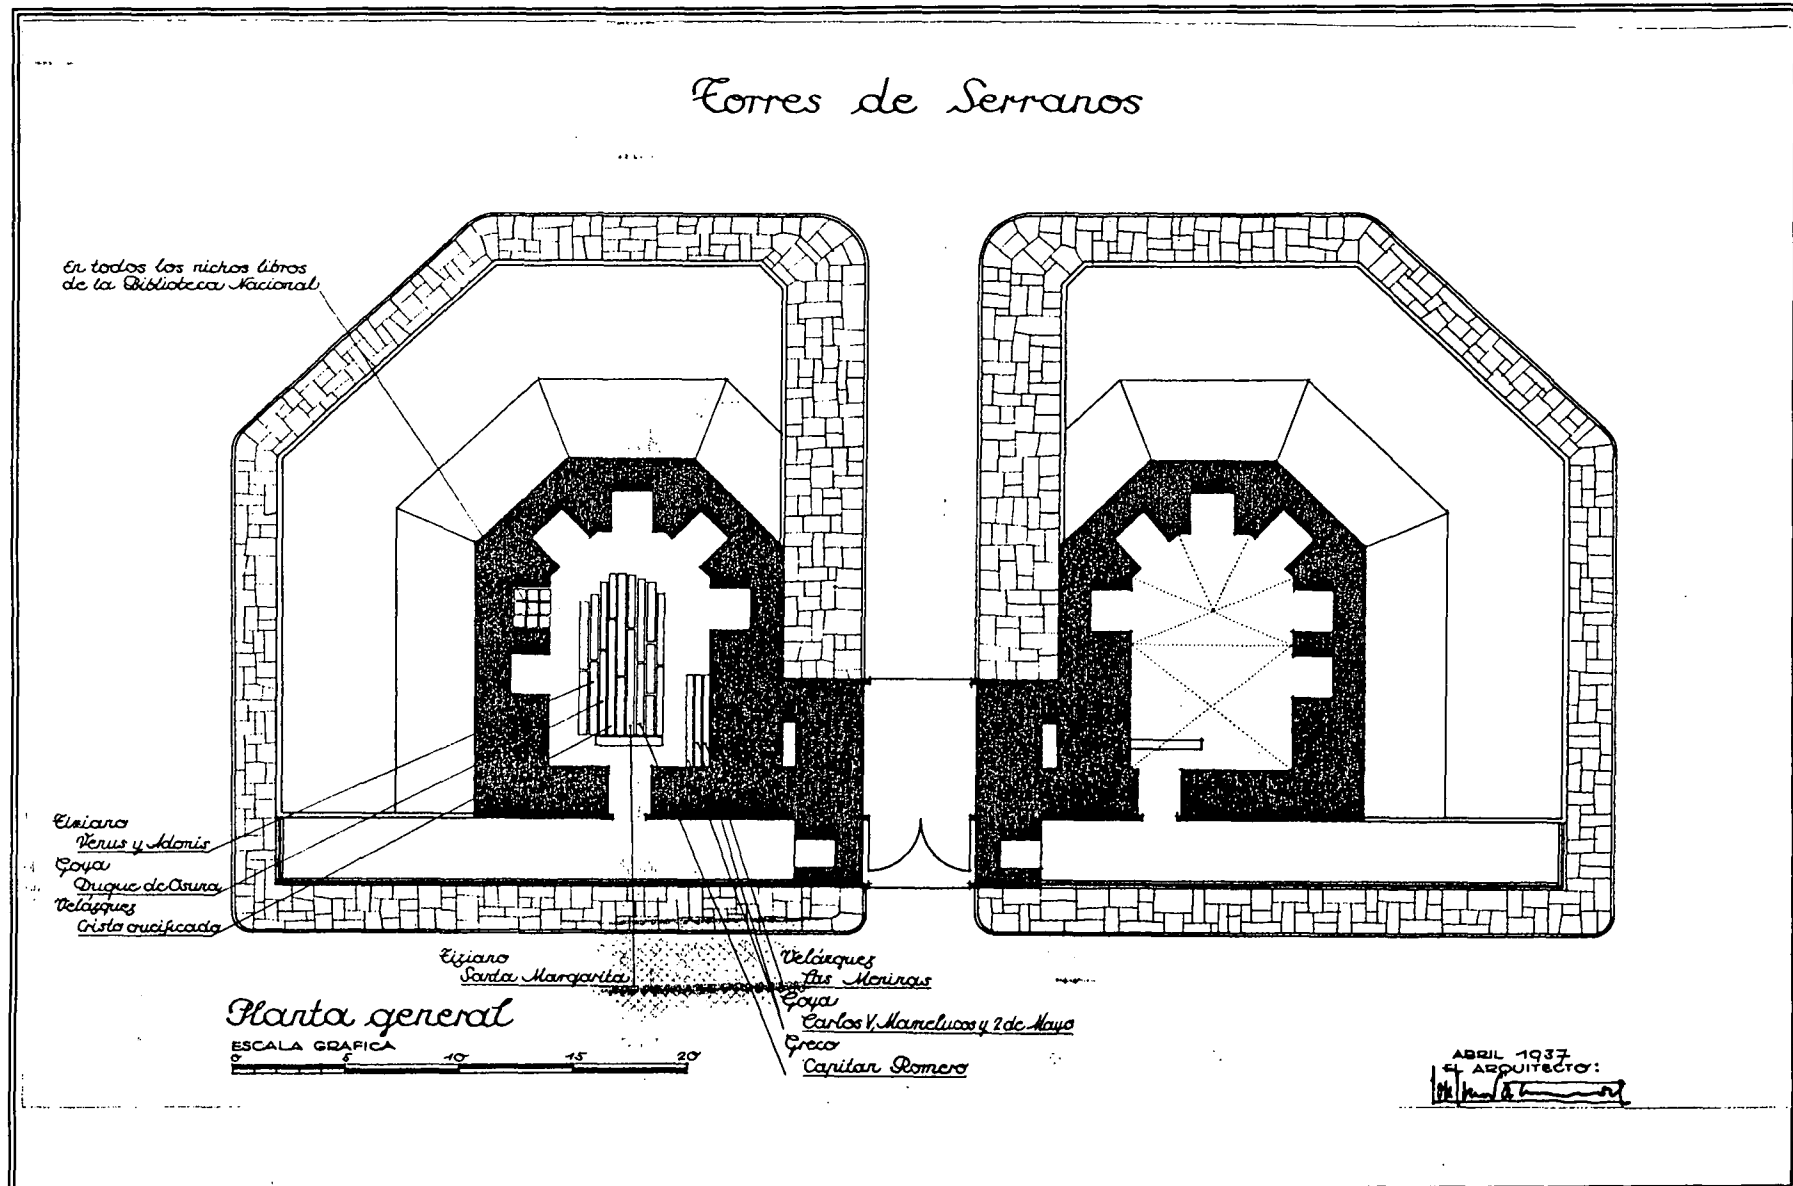 Torres de Serranos
En todos los nichos libros
de la Biblioteca Nacional
Tiziano
Venus y Adonis
Goya
Duque de Osuna
Velázques
Cristo crucificado
Tiziano
Santa Margarita
Velázques
Las Meninas
Goya
Carlos V, Mamelucos y 2 de Mayo
Greco
Capitan Romero
Planta general
ESCALA GRAFICA
0 5 10 15 20
ABRIL 1937
EL ARQUITECTO: